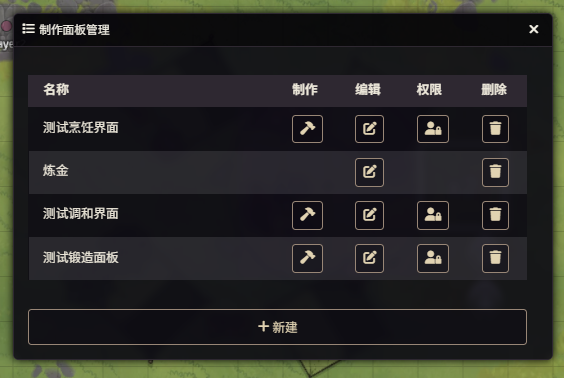 制作面板管理
名称 制作 编辑 权限 删除
测试烹饪界面
炼金
测试调和界面
测试锻造面板
新建